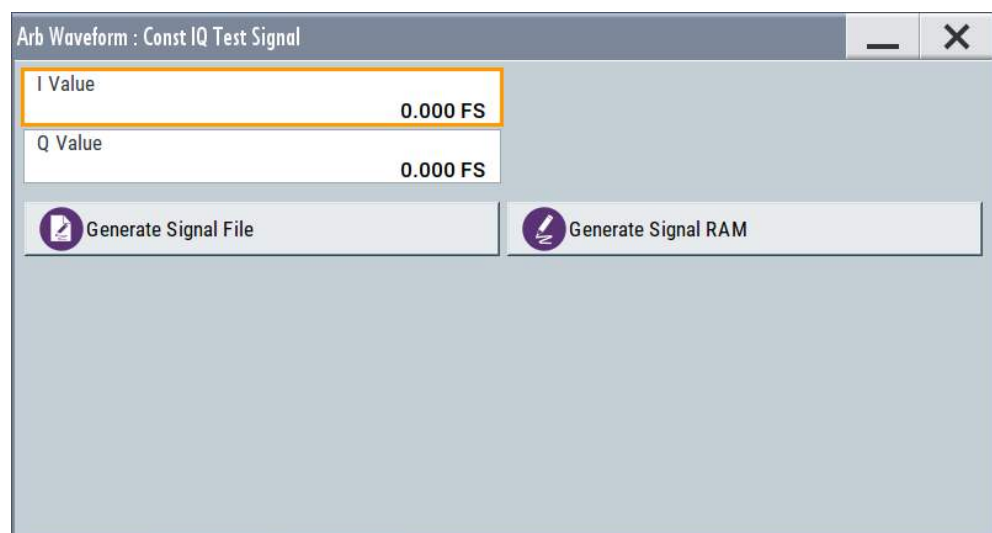 Arb Waveform : Const IQ Test Signal
I Value
0.000 FS
Q Value
0.000 FS
Generate Signal File
Generate Signal RAM